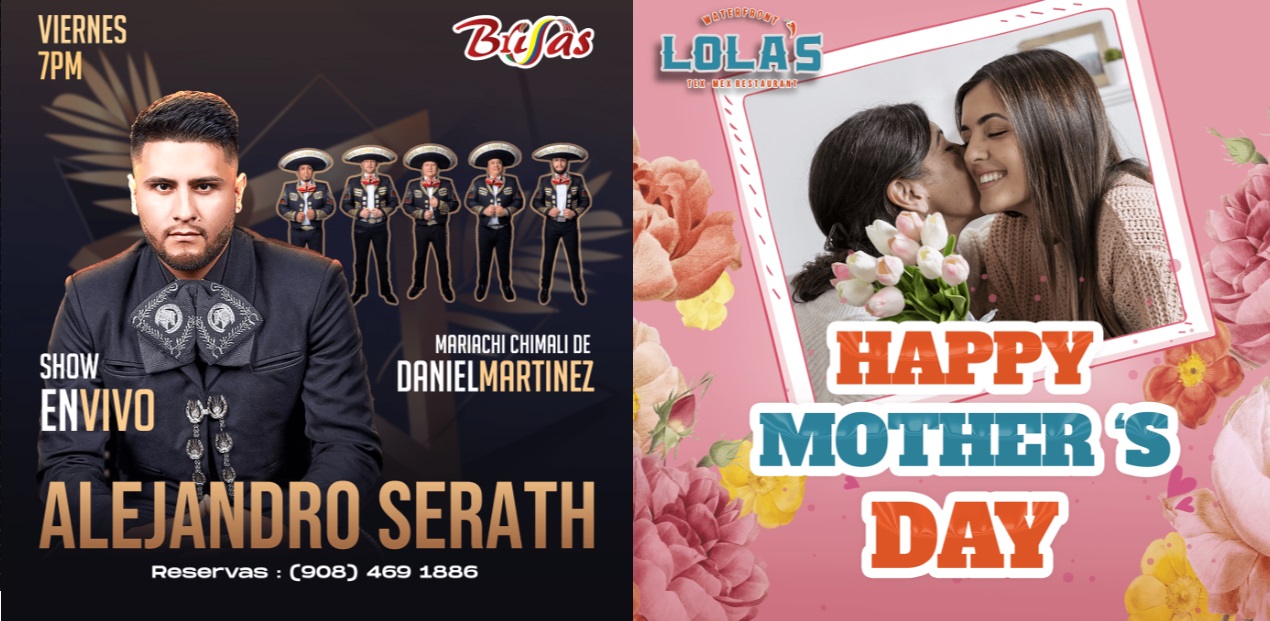 VIERNES
7PM
Brisas
SHOW
ENVIVO
MARIACHI CHIMALI DE
DANIELMARTINEZ
ALEJANDRO SERATH
Reservas : (908) 469 1886
WATERFRONT
LOLA'S
TEX-MEX RESTAURANT
HAPPY
MOTHER 'S
DAY